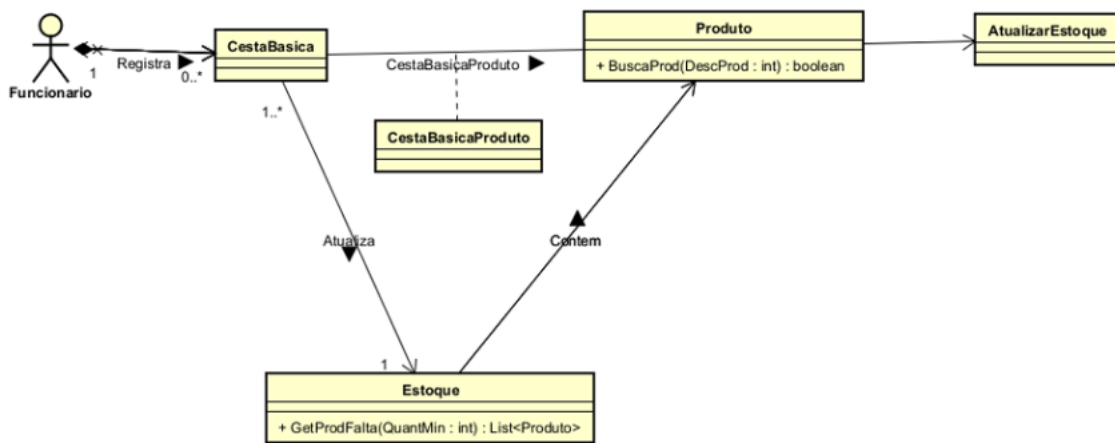 Funcionario
1
Registra
0..*
CestaBasica
CestaBasicaProduto
Produto
+ BuscaProd(DescProd : int) : boolean
AtualizarEstoque
1..*
CestaBasicaProduto
Atualiza
Contem
1
Estoque
+ GetProdFalta(QuantMin : int) : List<Produto>